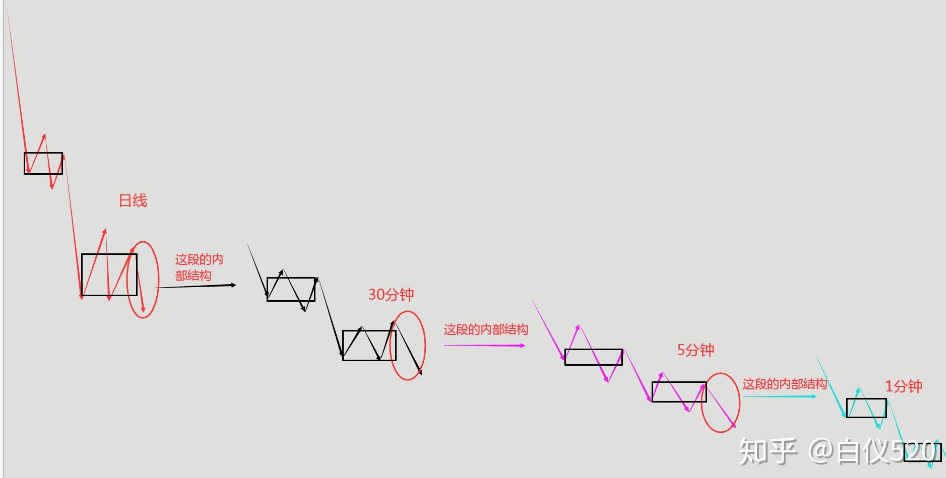 日线
这段的内
部结构
30分钟
这段的内部结构
5分钟
这段的内部结构
1分钟
知乎 @白仪520